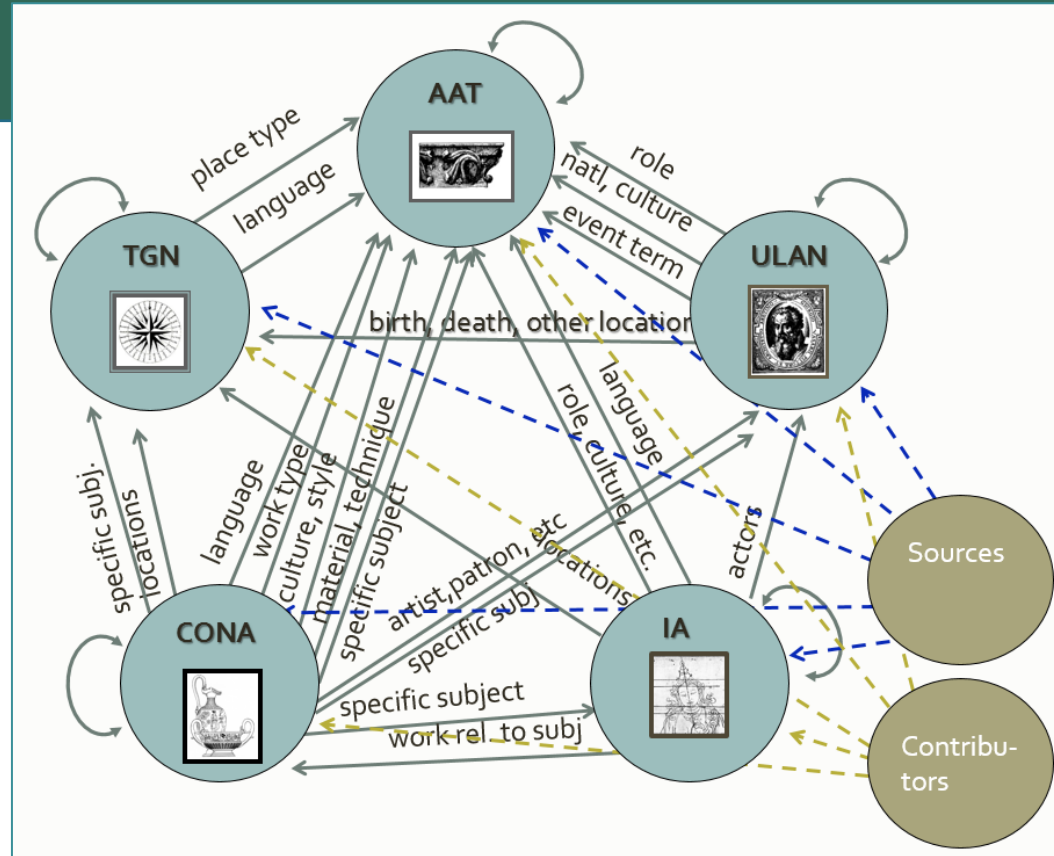 AAT
place type
language
role
natl, culture
event term
TGN
ULAN
birth, death, other location
specific subj.
locations
language
work type
culture, style
material, technique
specific subject
role, culture, etc.
language
actors
artist,patron, etc
specific subj
locations
Sources
CONA
IA
specific subject
work rel. to subj
Contribu-
tors